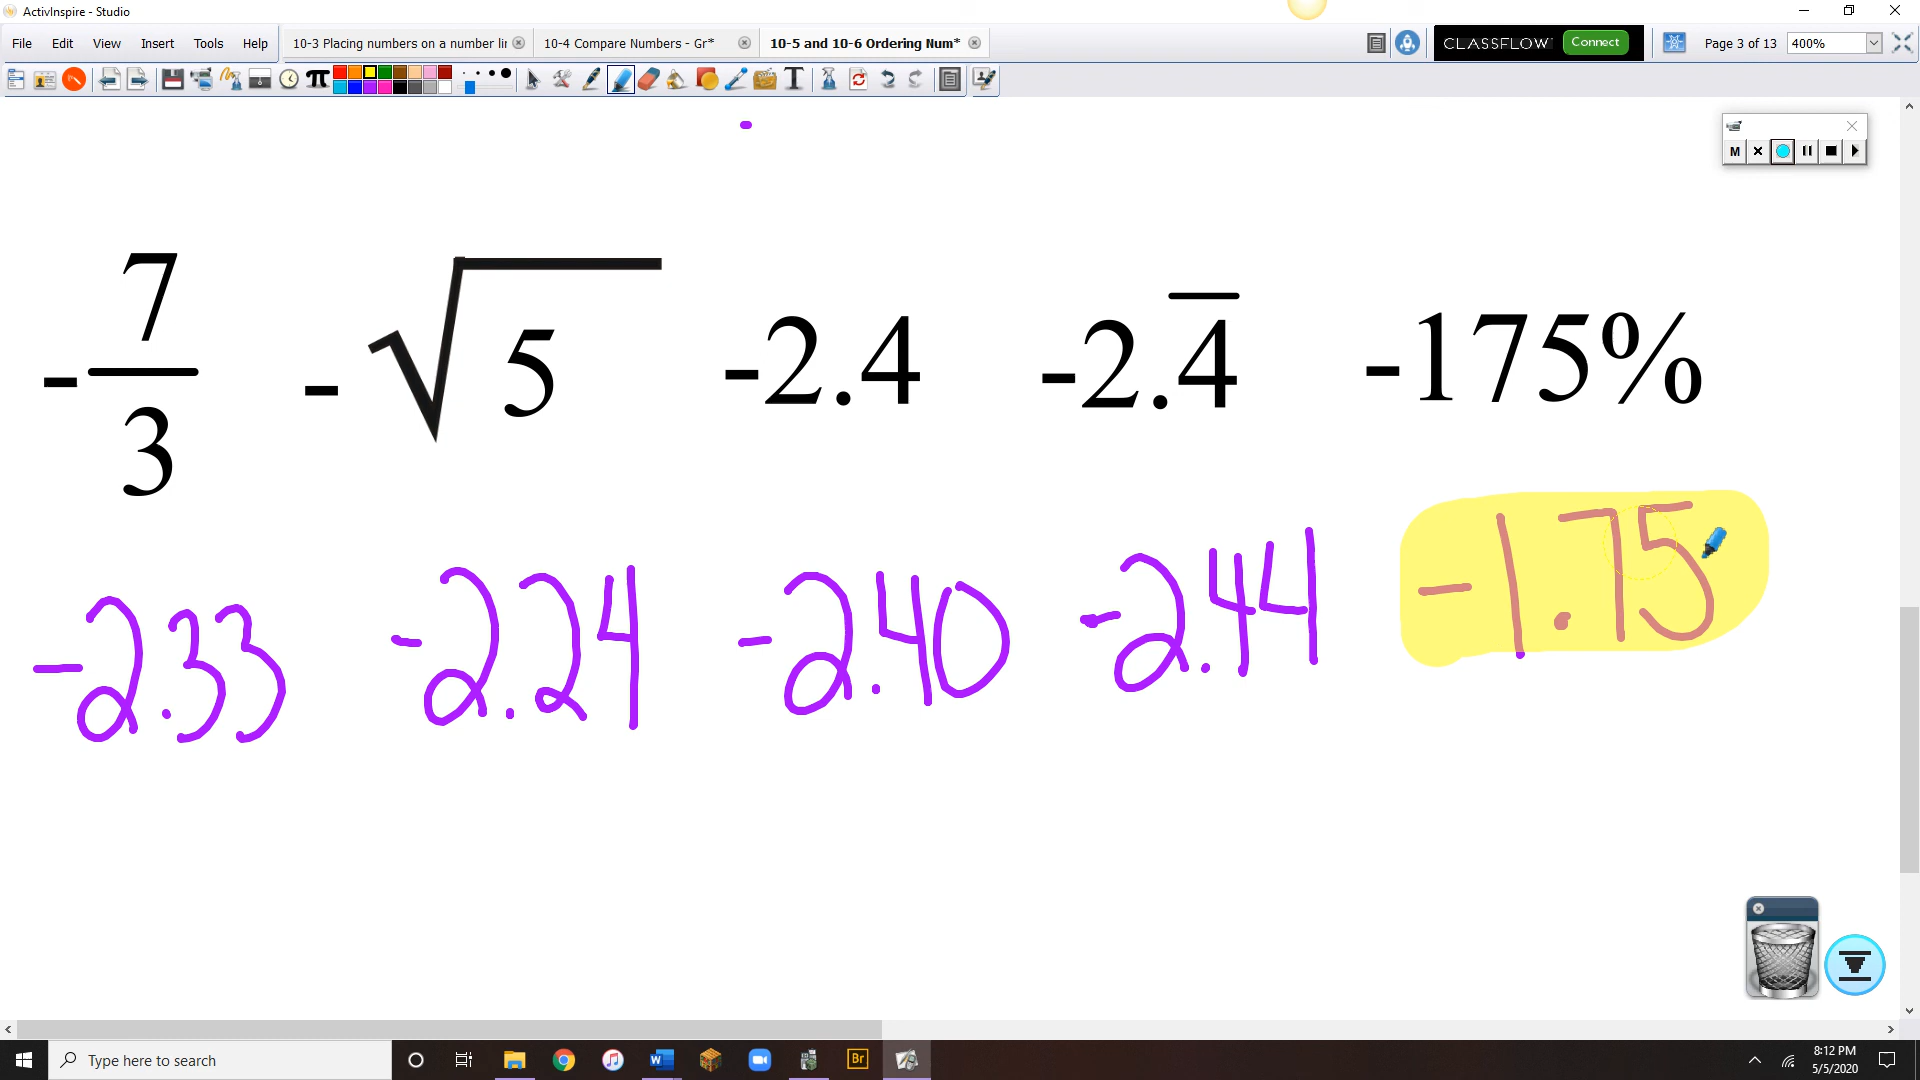 ActivInspire - Studio
File Edit View Insert Tools Help
10-3 Placing numbers on a number lin
10-4 Compare Numbers - Gr*
10-5 and 10-6 Ordering Num*
CLASSFLOW Connect
Page 3 of 13 400%
M
-7/3 -√5 -2.4 -2.4̅ -175%
-2.33 -2.24 -2.40 -2.44 -1.75
Type here to search
Br
8:12 PM
5/5/2020